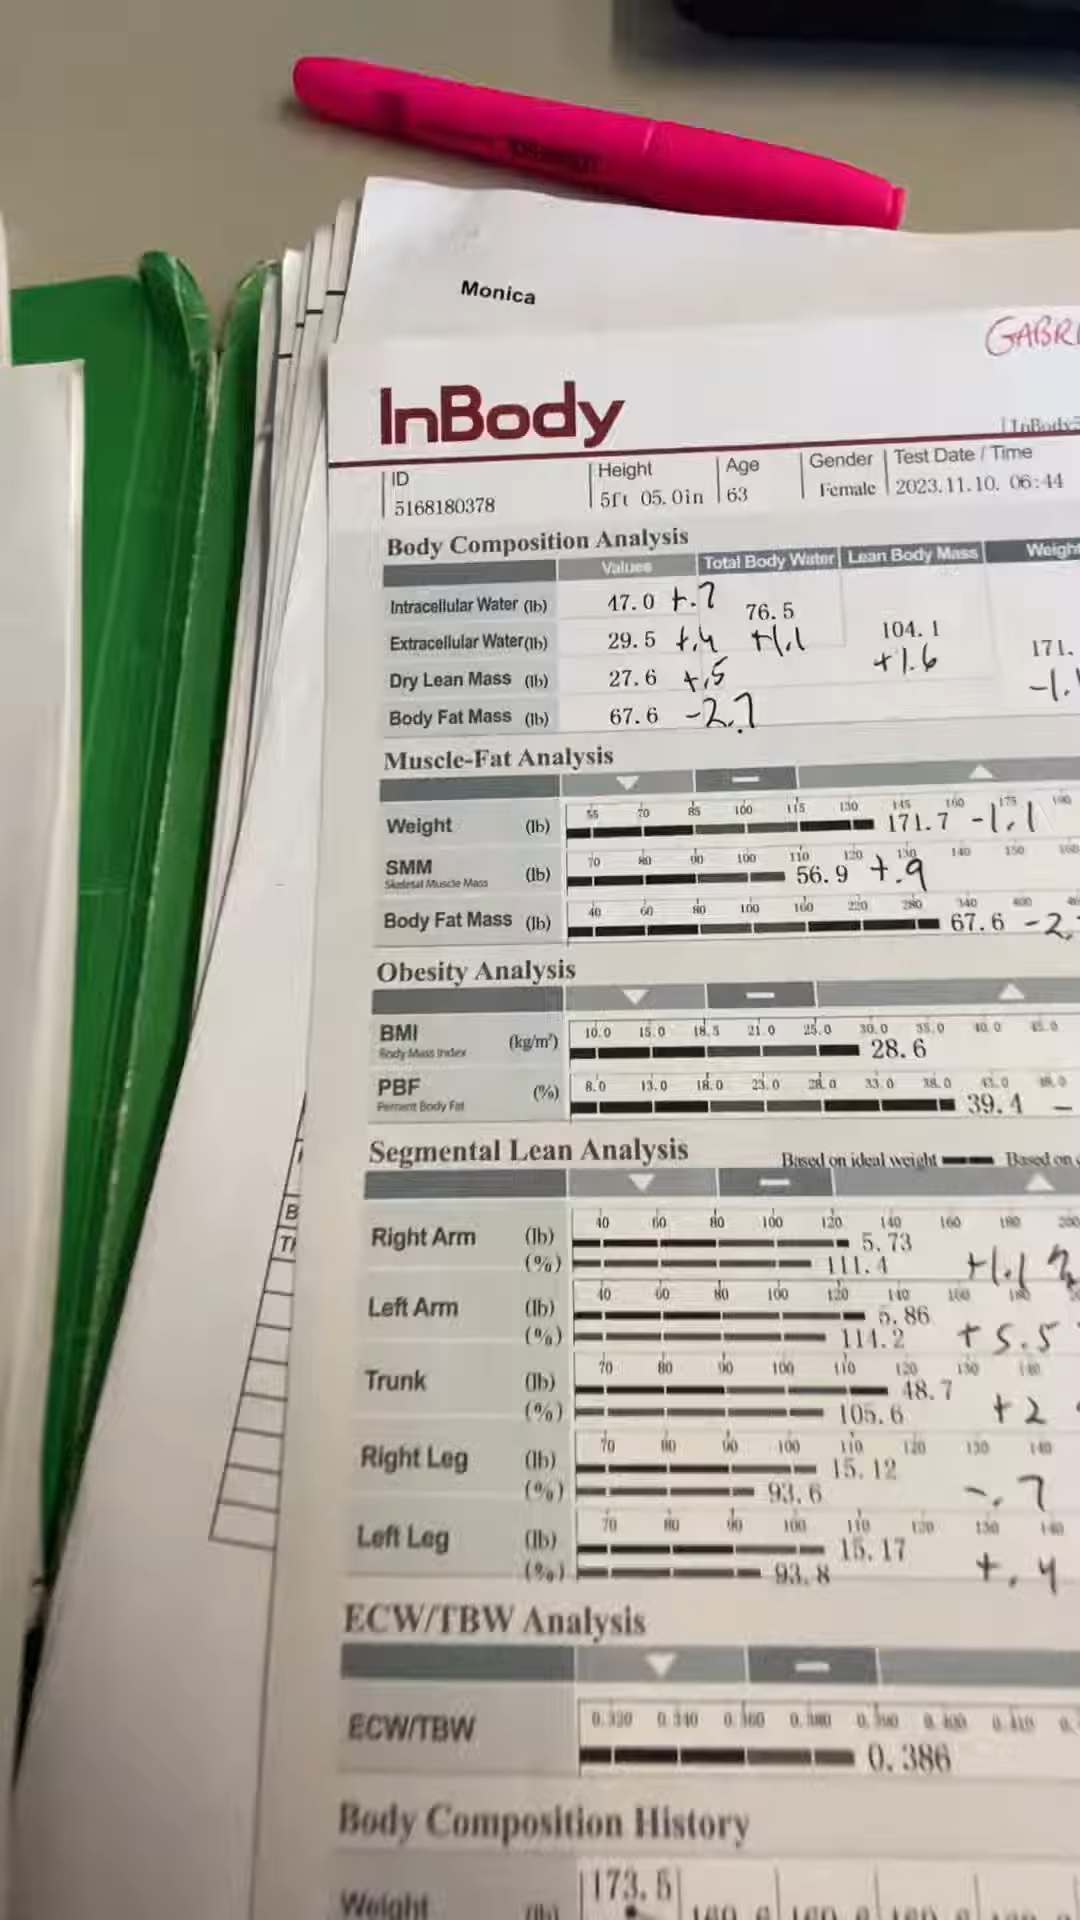 Monica
GABRI
InBody
InBody
ID
5168180378
Height
5ft 05.0in
Age
63
Gender
Female
Test Date / Time
2023.11.10. 06:44
Body Composition Analysis
Values Total Body Water Lean Body Mass Weight
Intracellular Water (lb) 47.0 +.7
76.5
Extracellular Water(lb) 29.5 +.4 +1.1
104.1
+1.6
171.
Dry Lean Mass (lb) 27.6 +.5
-1.1
Body Fat Mass (lb) 67.6 -2.7
Muscle-Fat Analysis
55 70 85 100 115 130 145 160 175 190
Weight (lb) 171.7 -1.1
70 80 90 100 110 120 130 140 150 160
SMM (lb) 56.9 +.9
Skeletal Muscle Mass
40 60 80 100 160 220 280 340 400
Body Fat Mass (lb) 67.6 -2.
Obesity Analysis
10.0 15.0 18.5 21.0 25.0 30.0 35.0 40.0 45.0
BMI (kg/m²) 28.6
Body Mass Index
8.0 13.0 18.0 23.0 28.0 33.0 38.0 43.0 48.0
PBF (%) 39.4 -
Percent Body Fat
Segmental Lean Analysis
Based on ideal weight Based on
40 60 80 100 120 140 160 180 200
Right Arm (lb) 5.73
(%) 111.4 +1.1
40 60 80 100 120 140 160 180
Left Arm (lb) 5.86
(%) 114.2 +5.5
70 80 90 100 110 120 130 140
Trunk (lb) 48.7
(%) 105.6 +2
70 80 90 100 110 120 130 140
Right Leg (lb) 15.12
(%) 93.6 -.7
70 80 90 100 110 120 130 140
Left Leg (lb) 15.17
(%) 93.8 +.4
ECW/TBW Analysis
0.320 0.340 0.360 0.380 0.390 0.400 0.410
ECW/TBW 0.386
Body Composition History
Weight (lb) 173.5